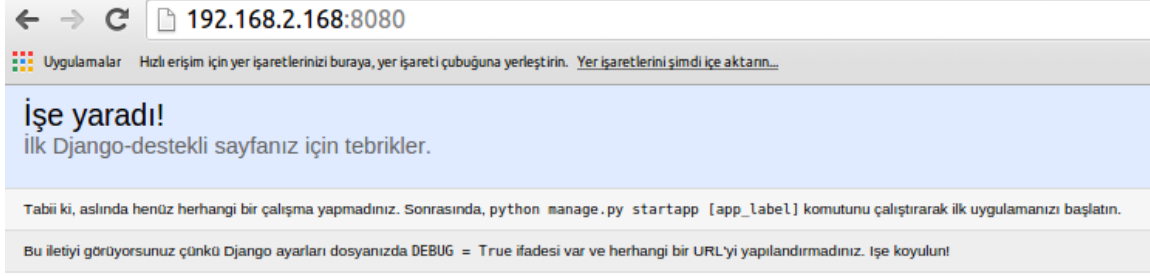 192.168.2.168:8080
Uygulamalar Hızlı erişim için yer işaretlerinizi buraya, yer işareti çubuğuna yerleştirin. Yer işaretlerini şimdi içe aktarın...
İşe yaradı!
İlk Django-destekli sayfanız için tebrikler.
Tabii ki, aslında henüz herhangi bir çalışma yapmadınız. Sonrasında, python manage.py startapp [app_label] komutunu çalıştırarak ilk uygulamanızı başlatın.
Bu iletiyi görüyorsunuz çünkü Django ayarları dosyanızda DEBUG = True ifadesi var ve herhangi bir URL'yi yapılandırmadınız. Işe koyulun!